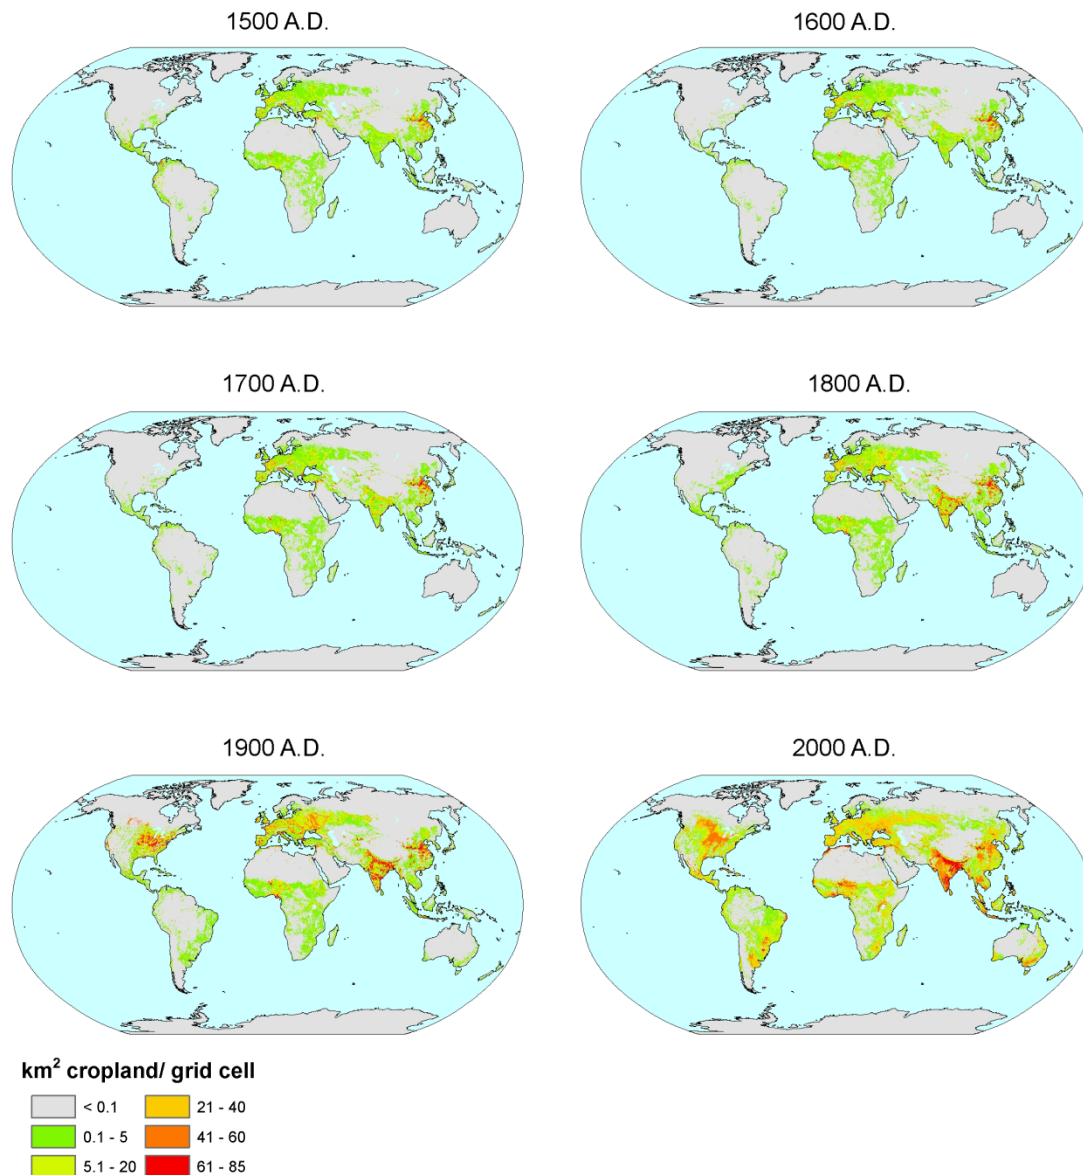 1500 A.D.
1600 A.D.
1700 A.D.
1800 A.D.
1900 A.D.
2000 A.D.
km² cropland/ grid cell
< 0.1
21 - 40
0.1 - 5
41 - 60
5.1 - 20
61 - 85